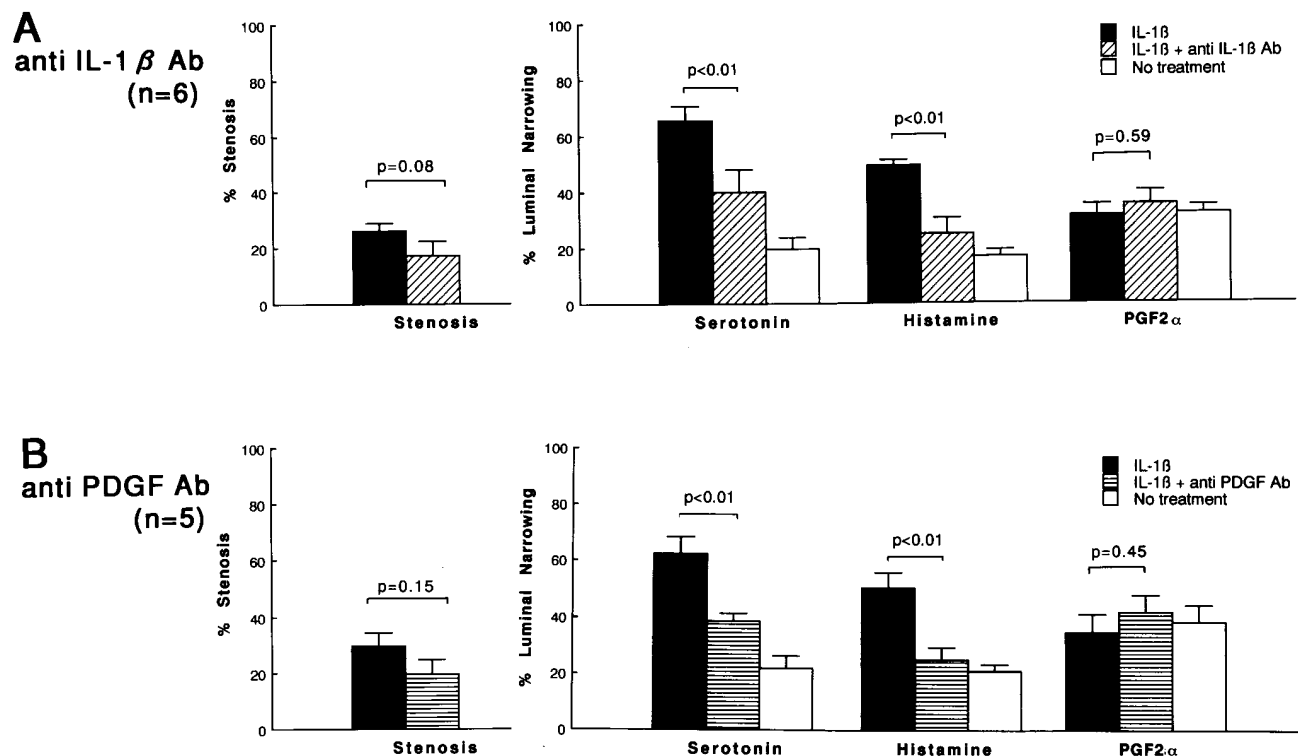 A
anti IL-1 β Ab
(n=6)
% Stenosis
100
80
60
40
20
0
p=0.08
Stenosis
% Luminal Narrowing
100
80
60
40
20
0
p<0.01
p<0.01
p=0.59
Serotonin
Histamine
PGF2α
IL-1ß
IL-1ß + anti IL-1ß Ab
No treatment
B
anti PDGF Ab
(n=5)
% Stenosis
100
80
60
40
20
0
p=0.15
Stenosis
% Luminal Narrowing
100
80
60
40
20
0
p<0.01
p<0.01
p=0.45
Serotonin
Histamine
PGF2α
IL-1ß
IL-1ß + anti PDGF Ab
No treatment